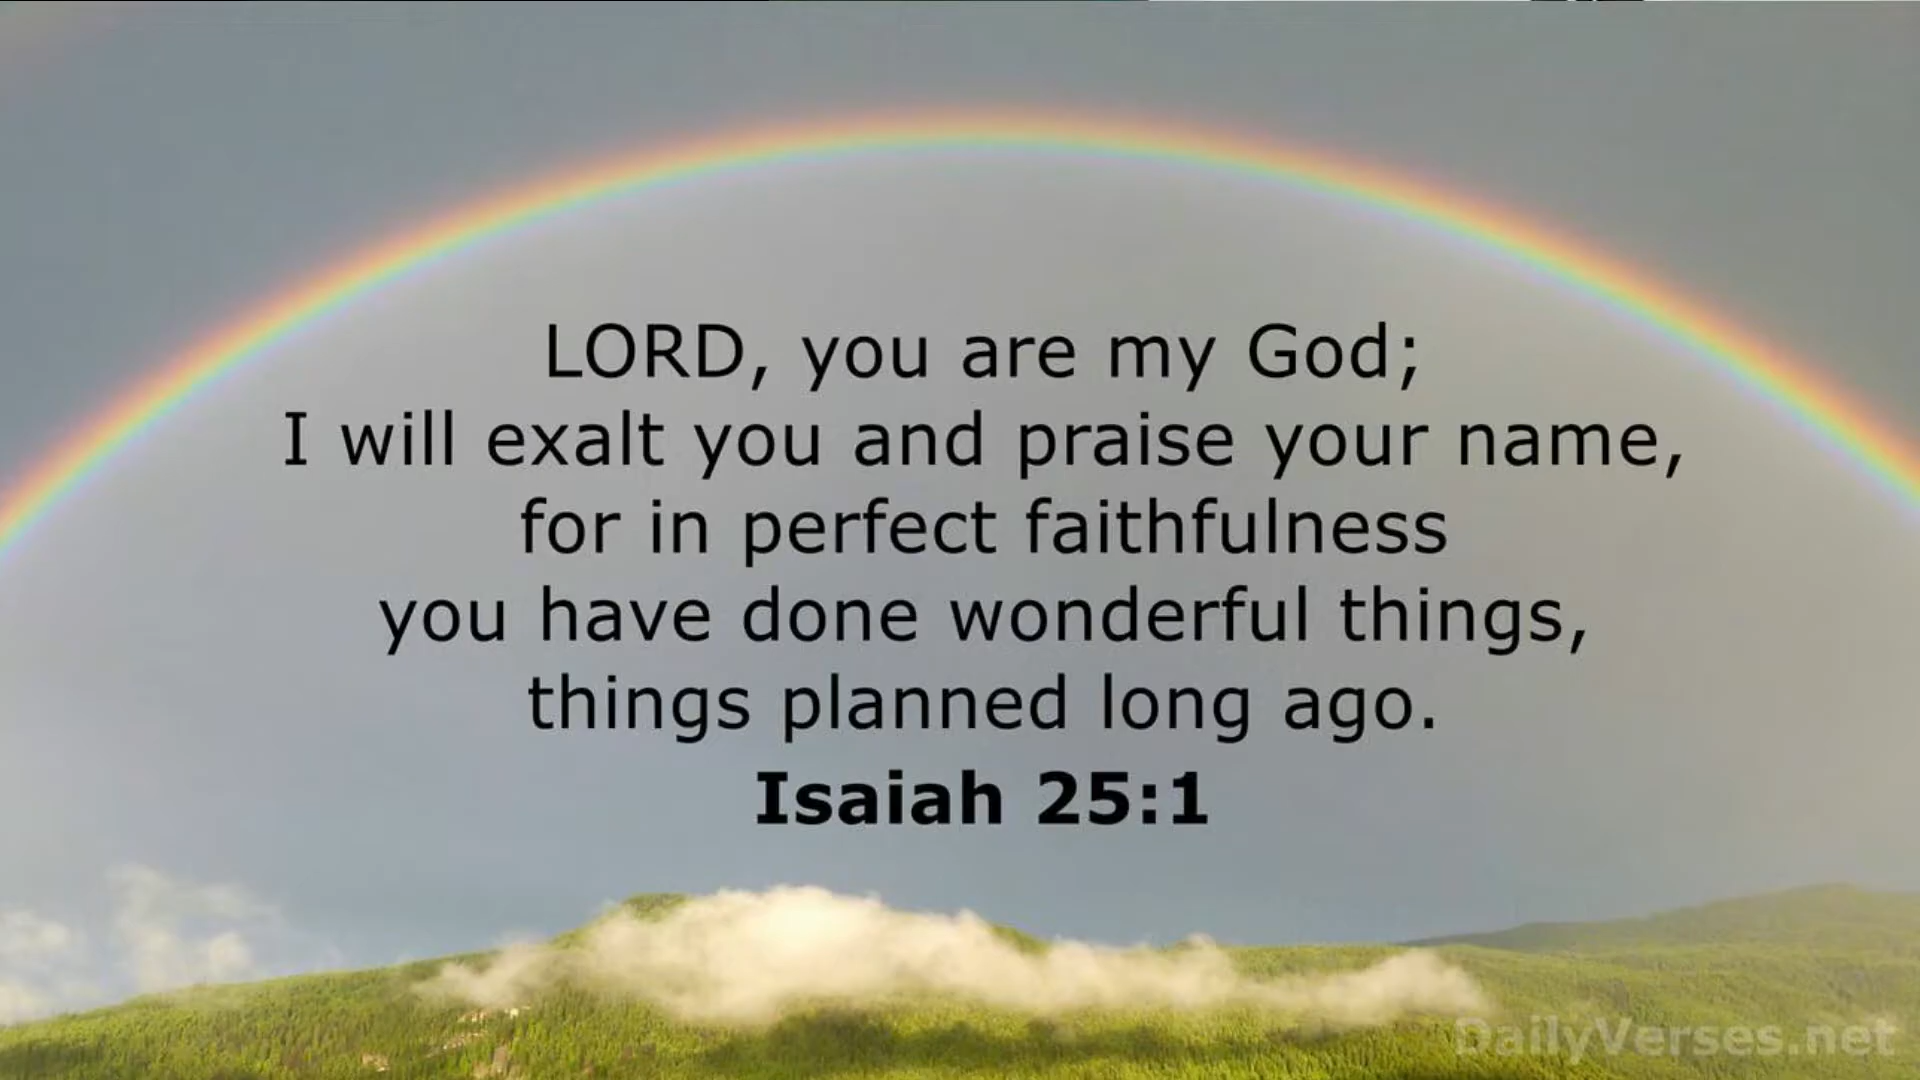 LORD, you are my God;
I will exalt you and praise your name,
for in perfect faithfulness
you have done wonderful things,
things planned long ago.
Isaiah 25:1
DailyVerses.net